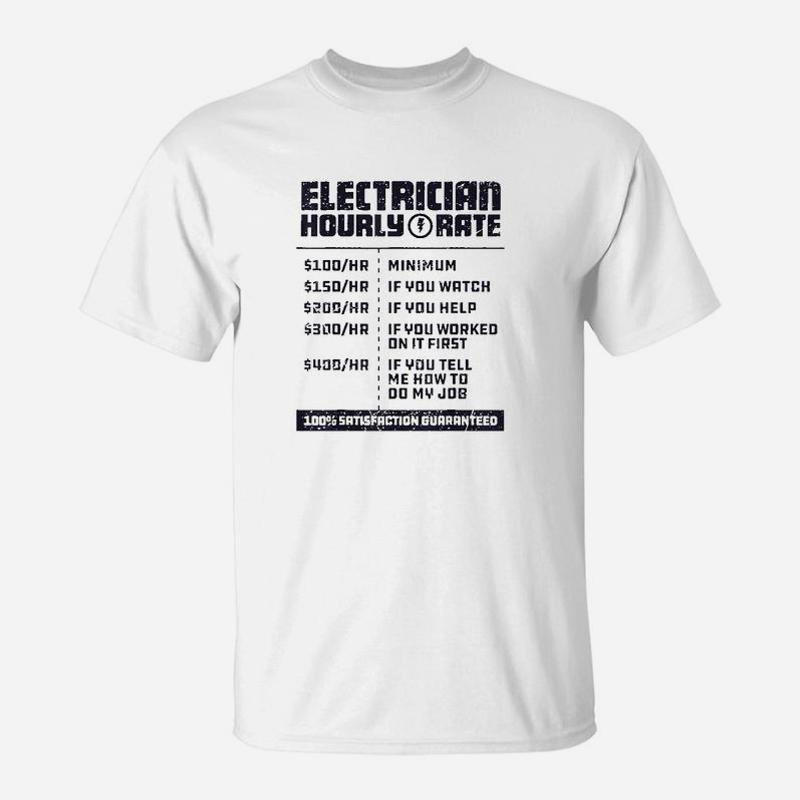 ELECTRICIAN
HOURLY RATE
$100/HR MINIMUM
$150/HR IF YOU WATCH
$200/HR IF YOU HELP
$300/HR IF YOU WORKED
ON IT FIRST
$400/HR IF YOU TELL
ME HOW TO
DO MY JOB
100% SATISFACTION GUARANTEED